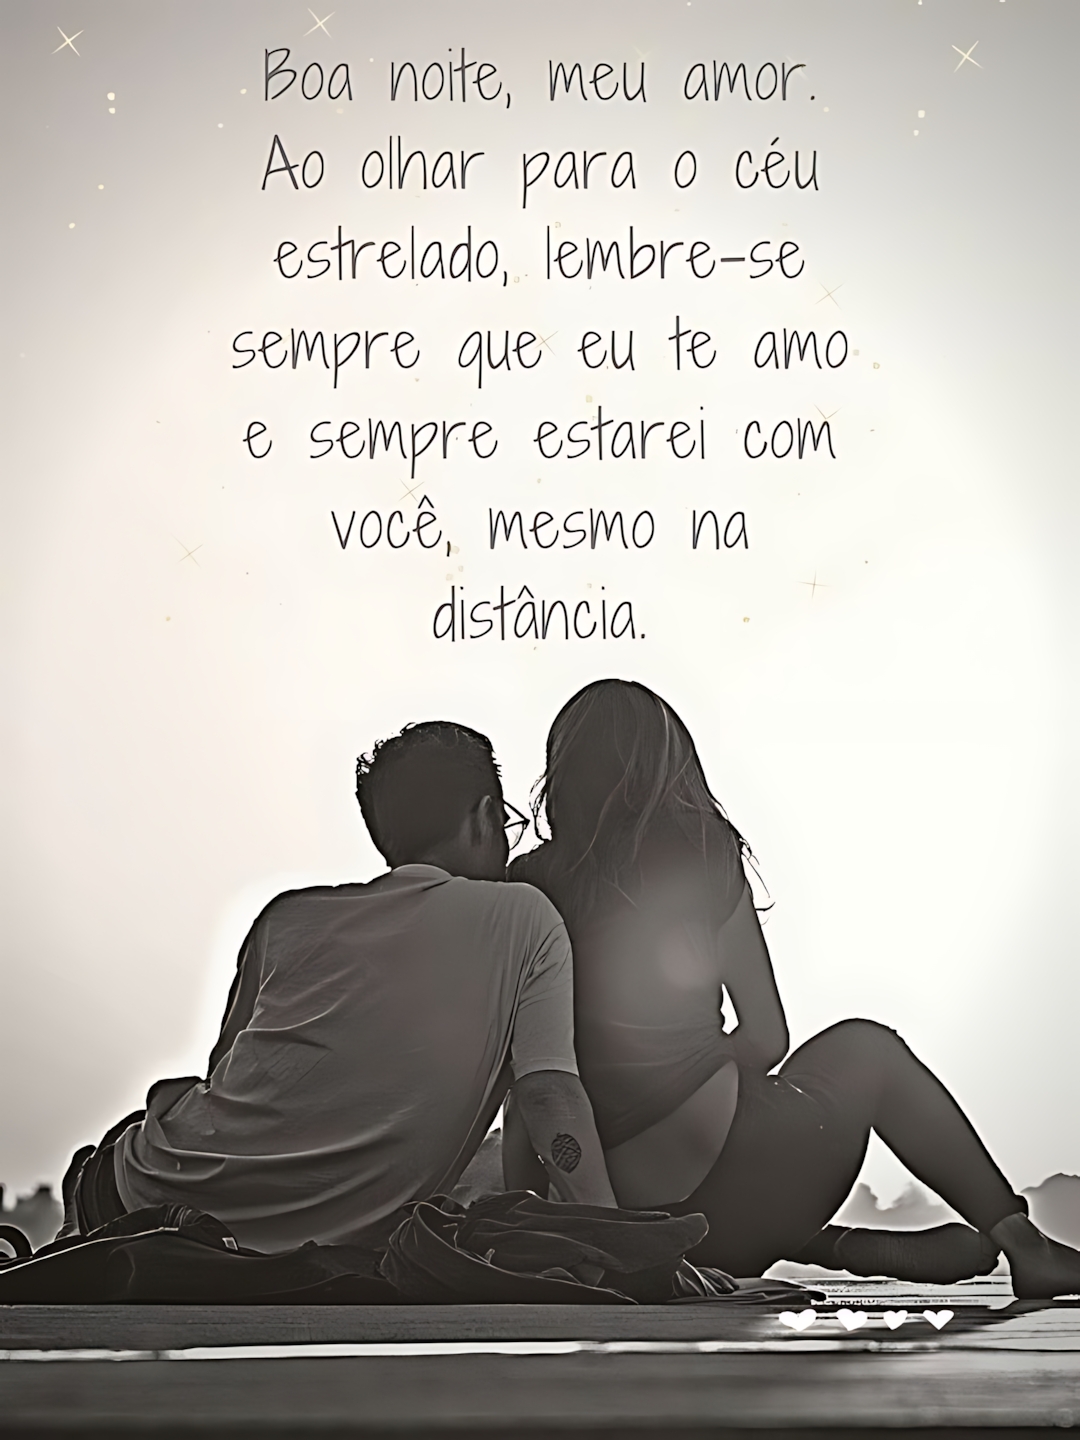 Boa noite, meu amor.
Ao olhar para o céu
estrelado, lembre-se
sempre que eu te amo
e sempre estarei com
você, mesmo na
distância.